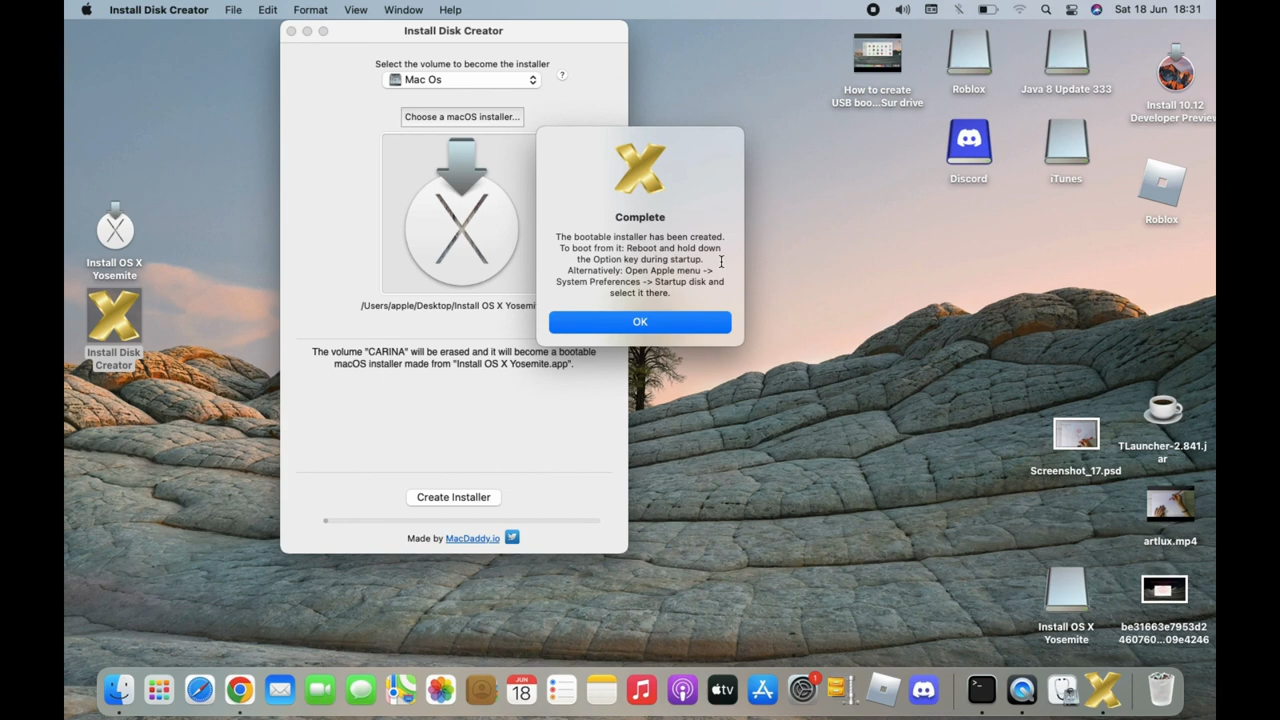 Install Disk Creator File Edit Format View Window Help Sat 18 Jun 18:31
Install Disk Creator
Select the volume to become the installer
Mac Os
?
Choose a macOS installer...
/Users/apple/Desktop/Install OS X Yosemi
The volume "CARINA" will be erased and it will become a bootable
macOS installer made from "Install OS X Yosemite.app".
Create Installer
Made by MacDaddy.io
Complete
The bootable installer has been created.
To boot from it: Reboot and hold down
the Option key during startup.
Alternatively: Open Apple menu ->
System Preferences -> Startup disk and
select it there.
OK
Install OS X
Yosemite
Install Disk
Creator
How to create
USB boo...Sur drive
Roblox
Java 8 Update 333
Install 10.12
Developer Preview
Discord
iTunes
Roblox
Screenshot_17.psd
TLauncher-2.841.j
ar
artlux.mp4
Install OS X
Yosemite
be31663e7953d2
460760...09e4246
JUN
18
tv
1